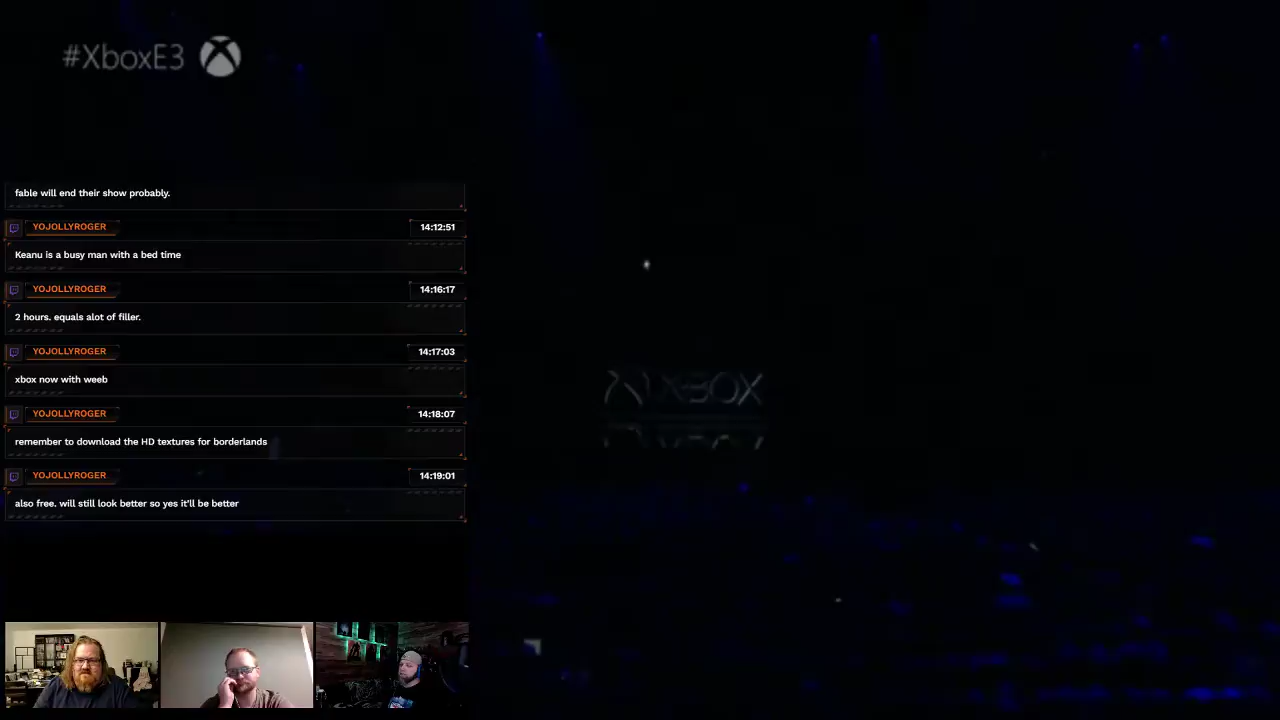 #XboxE3
fable will end their show probably.
YOJOLLYROGER 14:12:51
Keanu is a busy man with a bed time
YOJOLLYROGER 14:16:17
2 hours. equals alot of filler.
YOJOLLYROGER 14:17:03
xbox now with weeb
YOJOLLYROGER 14:18:07
remember to download the HD textures for borderlands
YOJOLLYROGER 14:19:01
also free. will still look better so yes it'll be better
XBOX